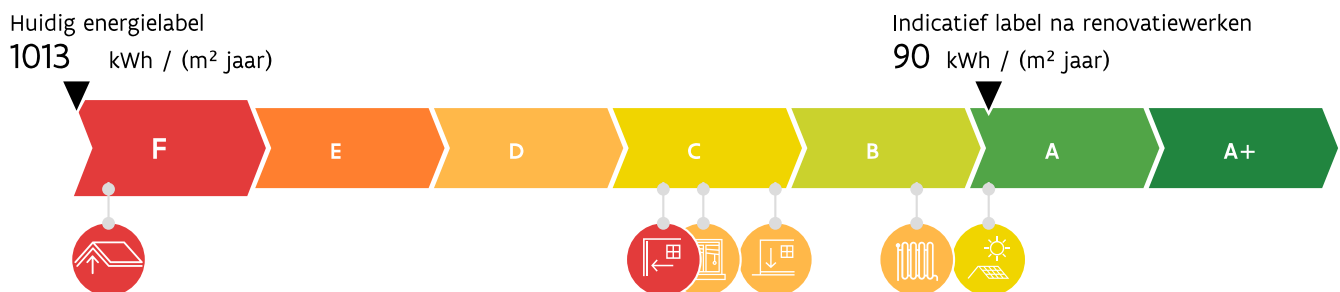 Huidig energielabel
1013 kWh / (m² jaar)
Indicatief label na renovatiewerken
90 kWh / (m² jaar)
F E D C B A A+